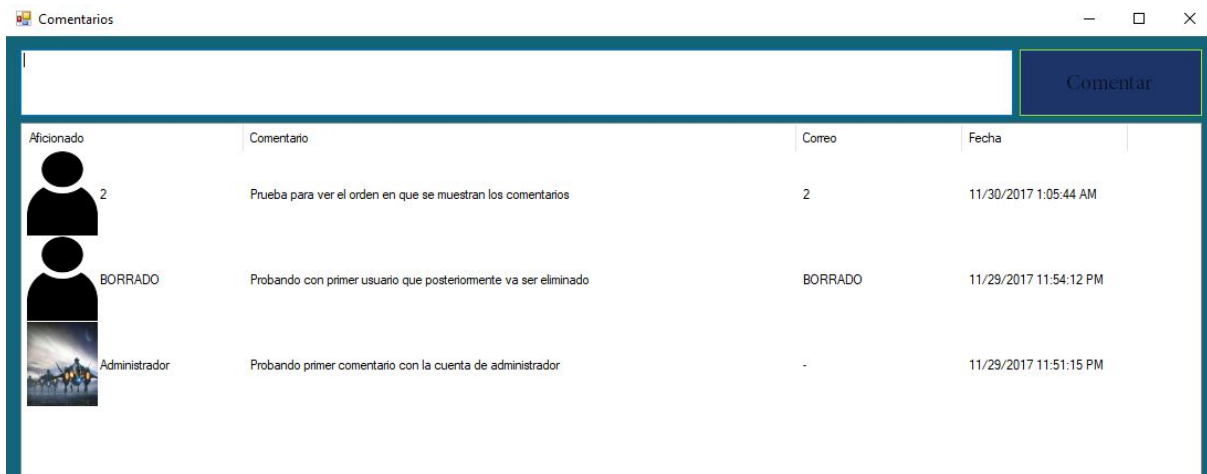 Comentarios
Comentar
Aficionado Comentario Correo Fecha
2 Prueba para ver el orden en que se muestran los comentarios 2 11/30/2017 1:05:44 AM
BORRADO Probando con primer usuario que posteriormente va ser eliminado BORRADO 11/29/2017 11:54:12 PM
Administrador Probando primer comentario con la cuenta de administrador - 11/29/2017 11:51:15 PM